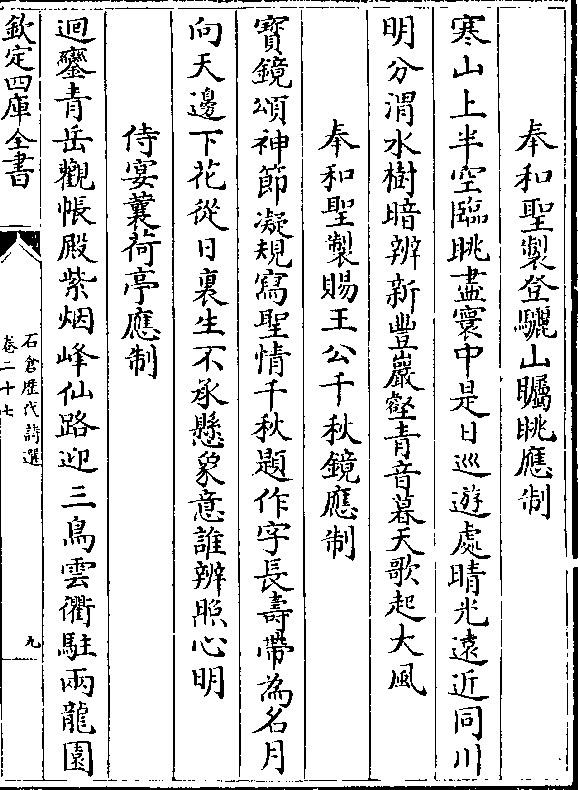 奉和聖製登驪山矚眺應制
寒山上半空臨眺盡寰中是日巡遊處晴光遠近同川
明分渭水樹暗辨新豐巖壑青音暮天歌起大風
奉和聖製賜王公千秋鏡應制
寳鏡頌神節凝規寫聖情千秋題作字長壽帶為名月
向天邊下花從日裏生不承懸象意誰辨照心明
侍宴蘘荷亭應制
迴鑾青岳觀帳殿紫烟峰仙路迎三鳥雲衢駐兩龍園
欽定四庫全書
石倉歴代詩選
卷二十七
九